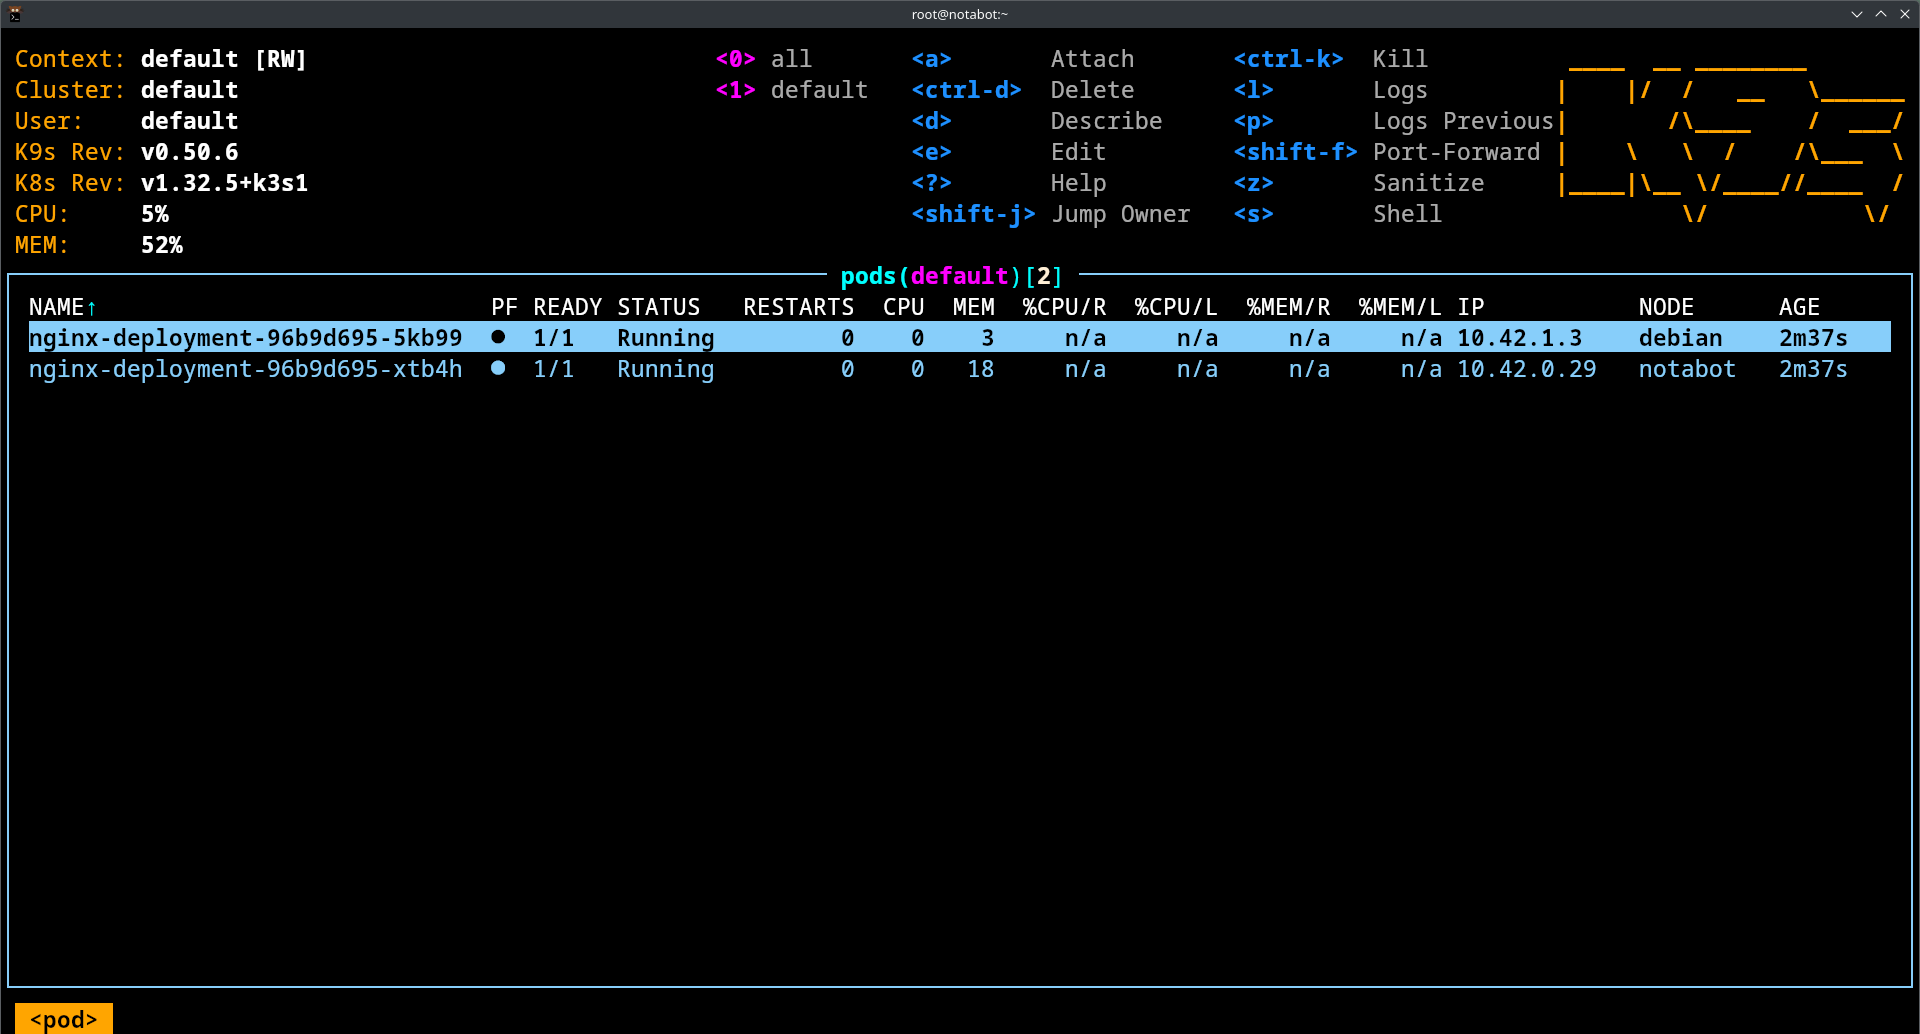 root@notabot:~
Context: default [RW] <0> all <a> Attach <ctrl-k> Kill
Cluster: default <1> default <ctrl-d> Delete <l> Logs
User: default <d> Describe <p> Logs Previous
K9s Rev: v0.50.6 <e> Edit <shift-f> Port-Forward
K8s Rev: v1.32.5+k3s1 <?> Help <z> Sanitize
CPU: 5% <shift-j> Jump Owner <s> Shell
MEM: 52%
pods(default)[2]
NAME↑ PF READY STATUS RESTARTS CPU MEM %CPU/R %CPU/L %MEM/R %MEM/L IP NODE AGE
nginx-deployment-96b9d695-5kb99 ● 1/1 Running 0 0 3 n/a n/a n/a n/a 10.42.1.3 debian 2m37s
nginx-deployment-96b9d695-xtb4h ● 1/1 Running 0 0 18 n/a n/a n/a n/a 10.42.0.29 notabot 2m37s
<pod>